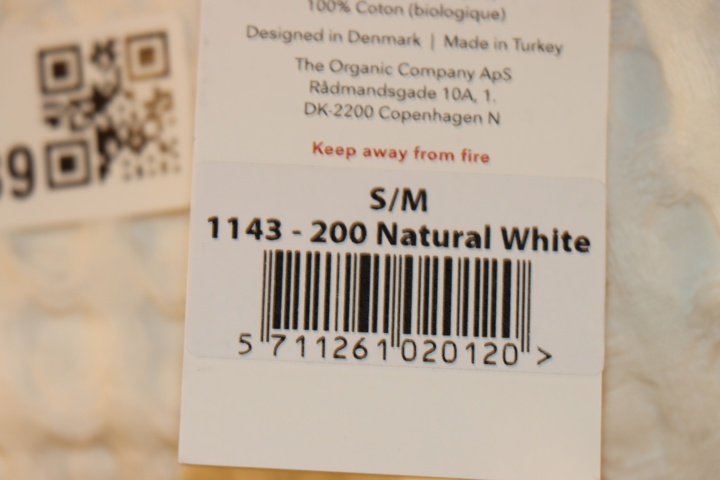 100% Coton (biologique)
Designed in Denmark | Made in Turkey
The Organic Company ApS
Rådmandsgade 10A, 1.
DK-2200 Copenhagen N
Keep away from fire
9
S/M
1143 - 200 Natural White
5 711261 020120 >